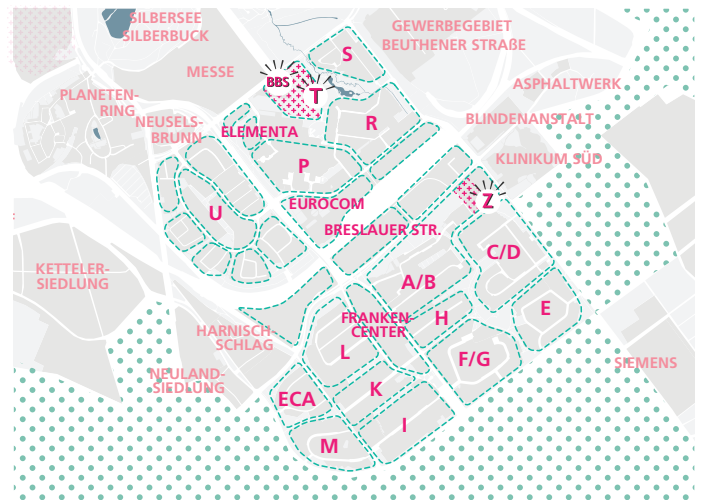 SILBERSEE
SILBERBUCK
GEWERBEGEBIET
BEUTHENER STRAßE
S
MESSE
BBS
T
ASPHALTWERK
PLANETEN-
RING
NEUSELS-
BRUNN
ELEMENTA
R
BLINDENANSTALT
KLINIKUM SÜD
P
Z
EUROCOM
U
BRESLAUER STR.
C/D
KETTELER-
SIEDLUNG
A/B
E
HARNISCH
SCHLAG
FRANKEN-
CENTER
H
L
F/G
SIEMENS
NEULAND-
SIEDLUNG
K
ECA
I
M